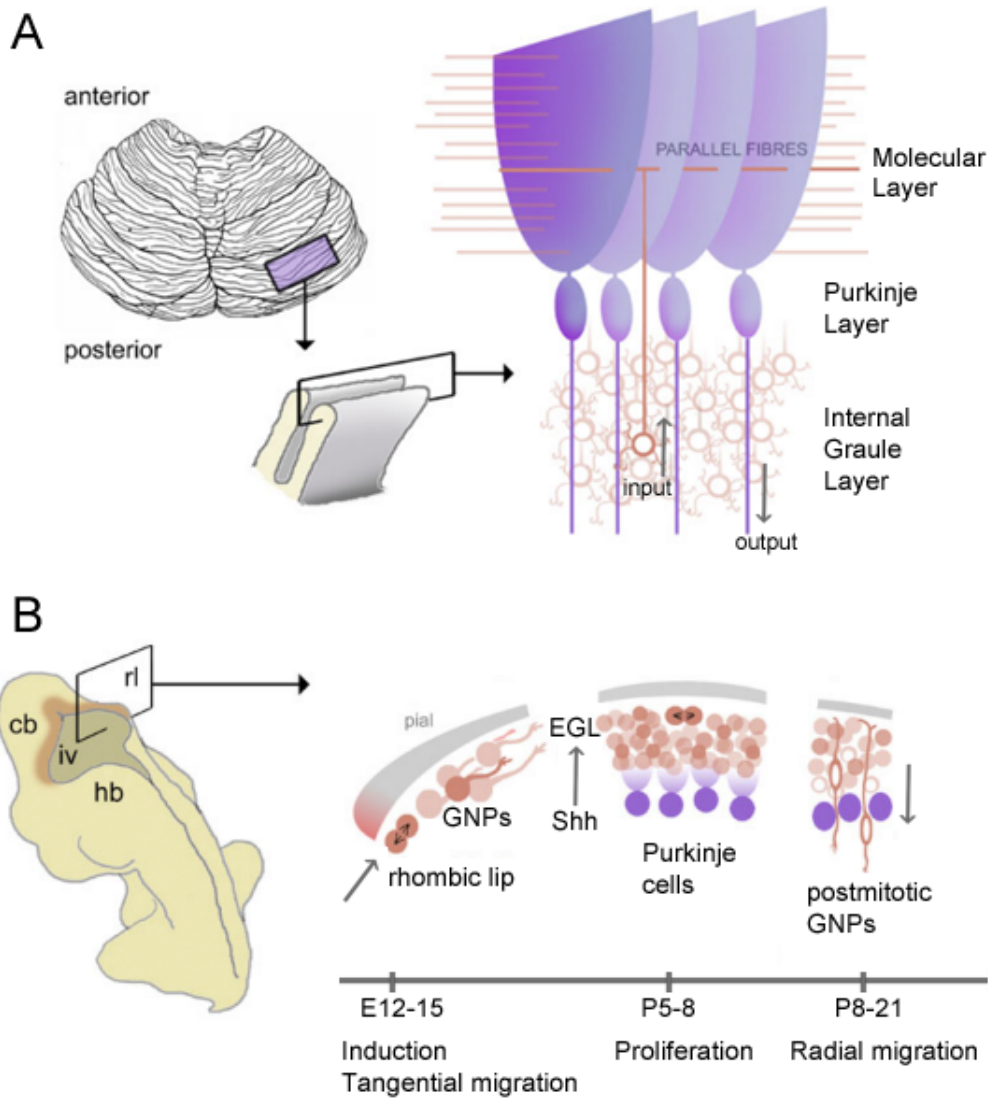 A
anterior
posterior
PARALLEL FIBRES
Molecular
Layer
Purkinje
Layer
Internal
Graule
Layer
input
output
B
rl
cb
iv
hb
pial
GNPs
rhombic lip
EGL
Shh
Purkinje
cells
postmitotic
GNPs
E12-15
P5-8
P8-21
Induction
Tangential migration
Proliferation
Radial migration